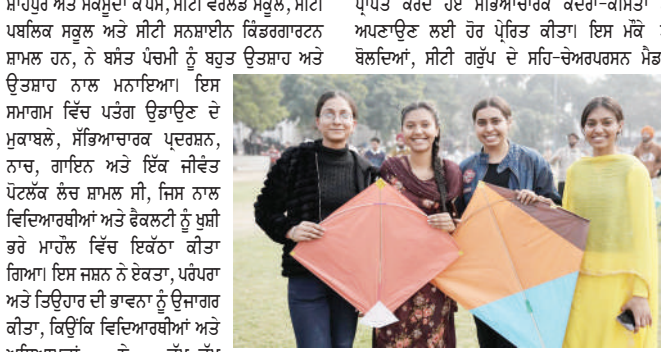 ਸ਼ਾਹਪੁਰ ਅਤੇ ਮਕਸੂਦਾਂ ਕੈਂਪਸ, ਸੀਟੀ ਵਰਲਡ ਸਕੂਲ, ਸੀਟੀ
ਪਬਲਿਕ ਸਕੂਲ ਅਤੇ ਸੀਟੀ ਸਨਸ਼ਾਈਨ ਕਿੰਡਰਗਾਰਟਨ
ਸ਼ਾਮਲ ਹਨ, ਨੇ ਬਸੰਤ ਪੰਚਮੀ ਨੂੰ ਬਹੁਤ ਉਤਸ਼ਾਹ ਅਤੇ
ਉਤਸ਼ਾਹ ਨਾਲ ਮਨਾਇਆ। ਇਸ
ਸਮਾਗਮ ਵਿੱਚ ਪਤੰਗ ਉਡਾਉਣ ਦੇ
ਮੁਕਾਬਲੇ, ਸੱਭਿਆਚਾਰਕ ਪ੍ਰਦਰਸ਼ਨ,
ਨਾਚ, ਗਾਇਨ ਅਤੇ ਇੱਕ ਜੀਵੰਤ
ਪੋਟਲੱਕ ਲੰਚ ਸ਼ਾਮਲ ਸੀ, ਜਿਸ ਨਾਲ
ਵਿਦਿਆਰਥੀਆਂ ਅਤੇ ਫੈਕਲਟੀ ਨੂੰ ਖੁਸ਼ੀ
ਭਰੇ ਮਾਹੌਲ ਵਿੱਚ ਇਕੱਠਾ ਕੀਤਾ
ਗਿਆ। ਇਸ ਜਸ਼ਨ ਨੇ ਏਕਤਾ, ਪਰੰਪਰਾ
ਅਤੇ ਤਿਉਹਾਰ ਦੀ ਭਾਵਨਾ ਨੂੰ ਉਜਾਗਰ
ਕੀਤਾ, ਕਿਉਂਕਿ ਵਿਦਿਆਰਥੀਆਂ ਅਤੇ
ਪ੍ਰਾਪਤ ਕਰਦੇ ਹੋਏ ਸੱਭਿਆਚਾਰਕ ਕਦਰਾਂ-ਕੀਮਤਾਂ
ਅਪਣਾਉਣ ਲਈ ਹੋਰ ਪ੍ਰੇਰਿਤ ਕੀਤਾ। ਇਸ ਮੌਕੇ
ਬੋਲਦਿਆਂ, ਸੀਟੀ ਗਰੁੱਪ ਦੇ ਸਹਿ-ਚੇਅਰਪਰਸਨ ਮੈਡ